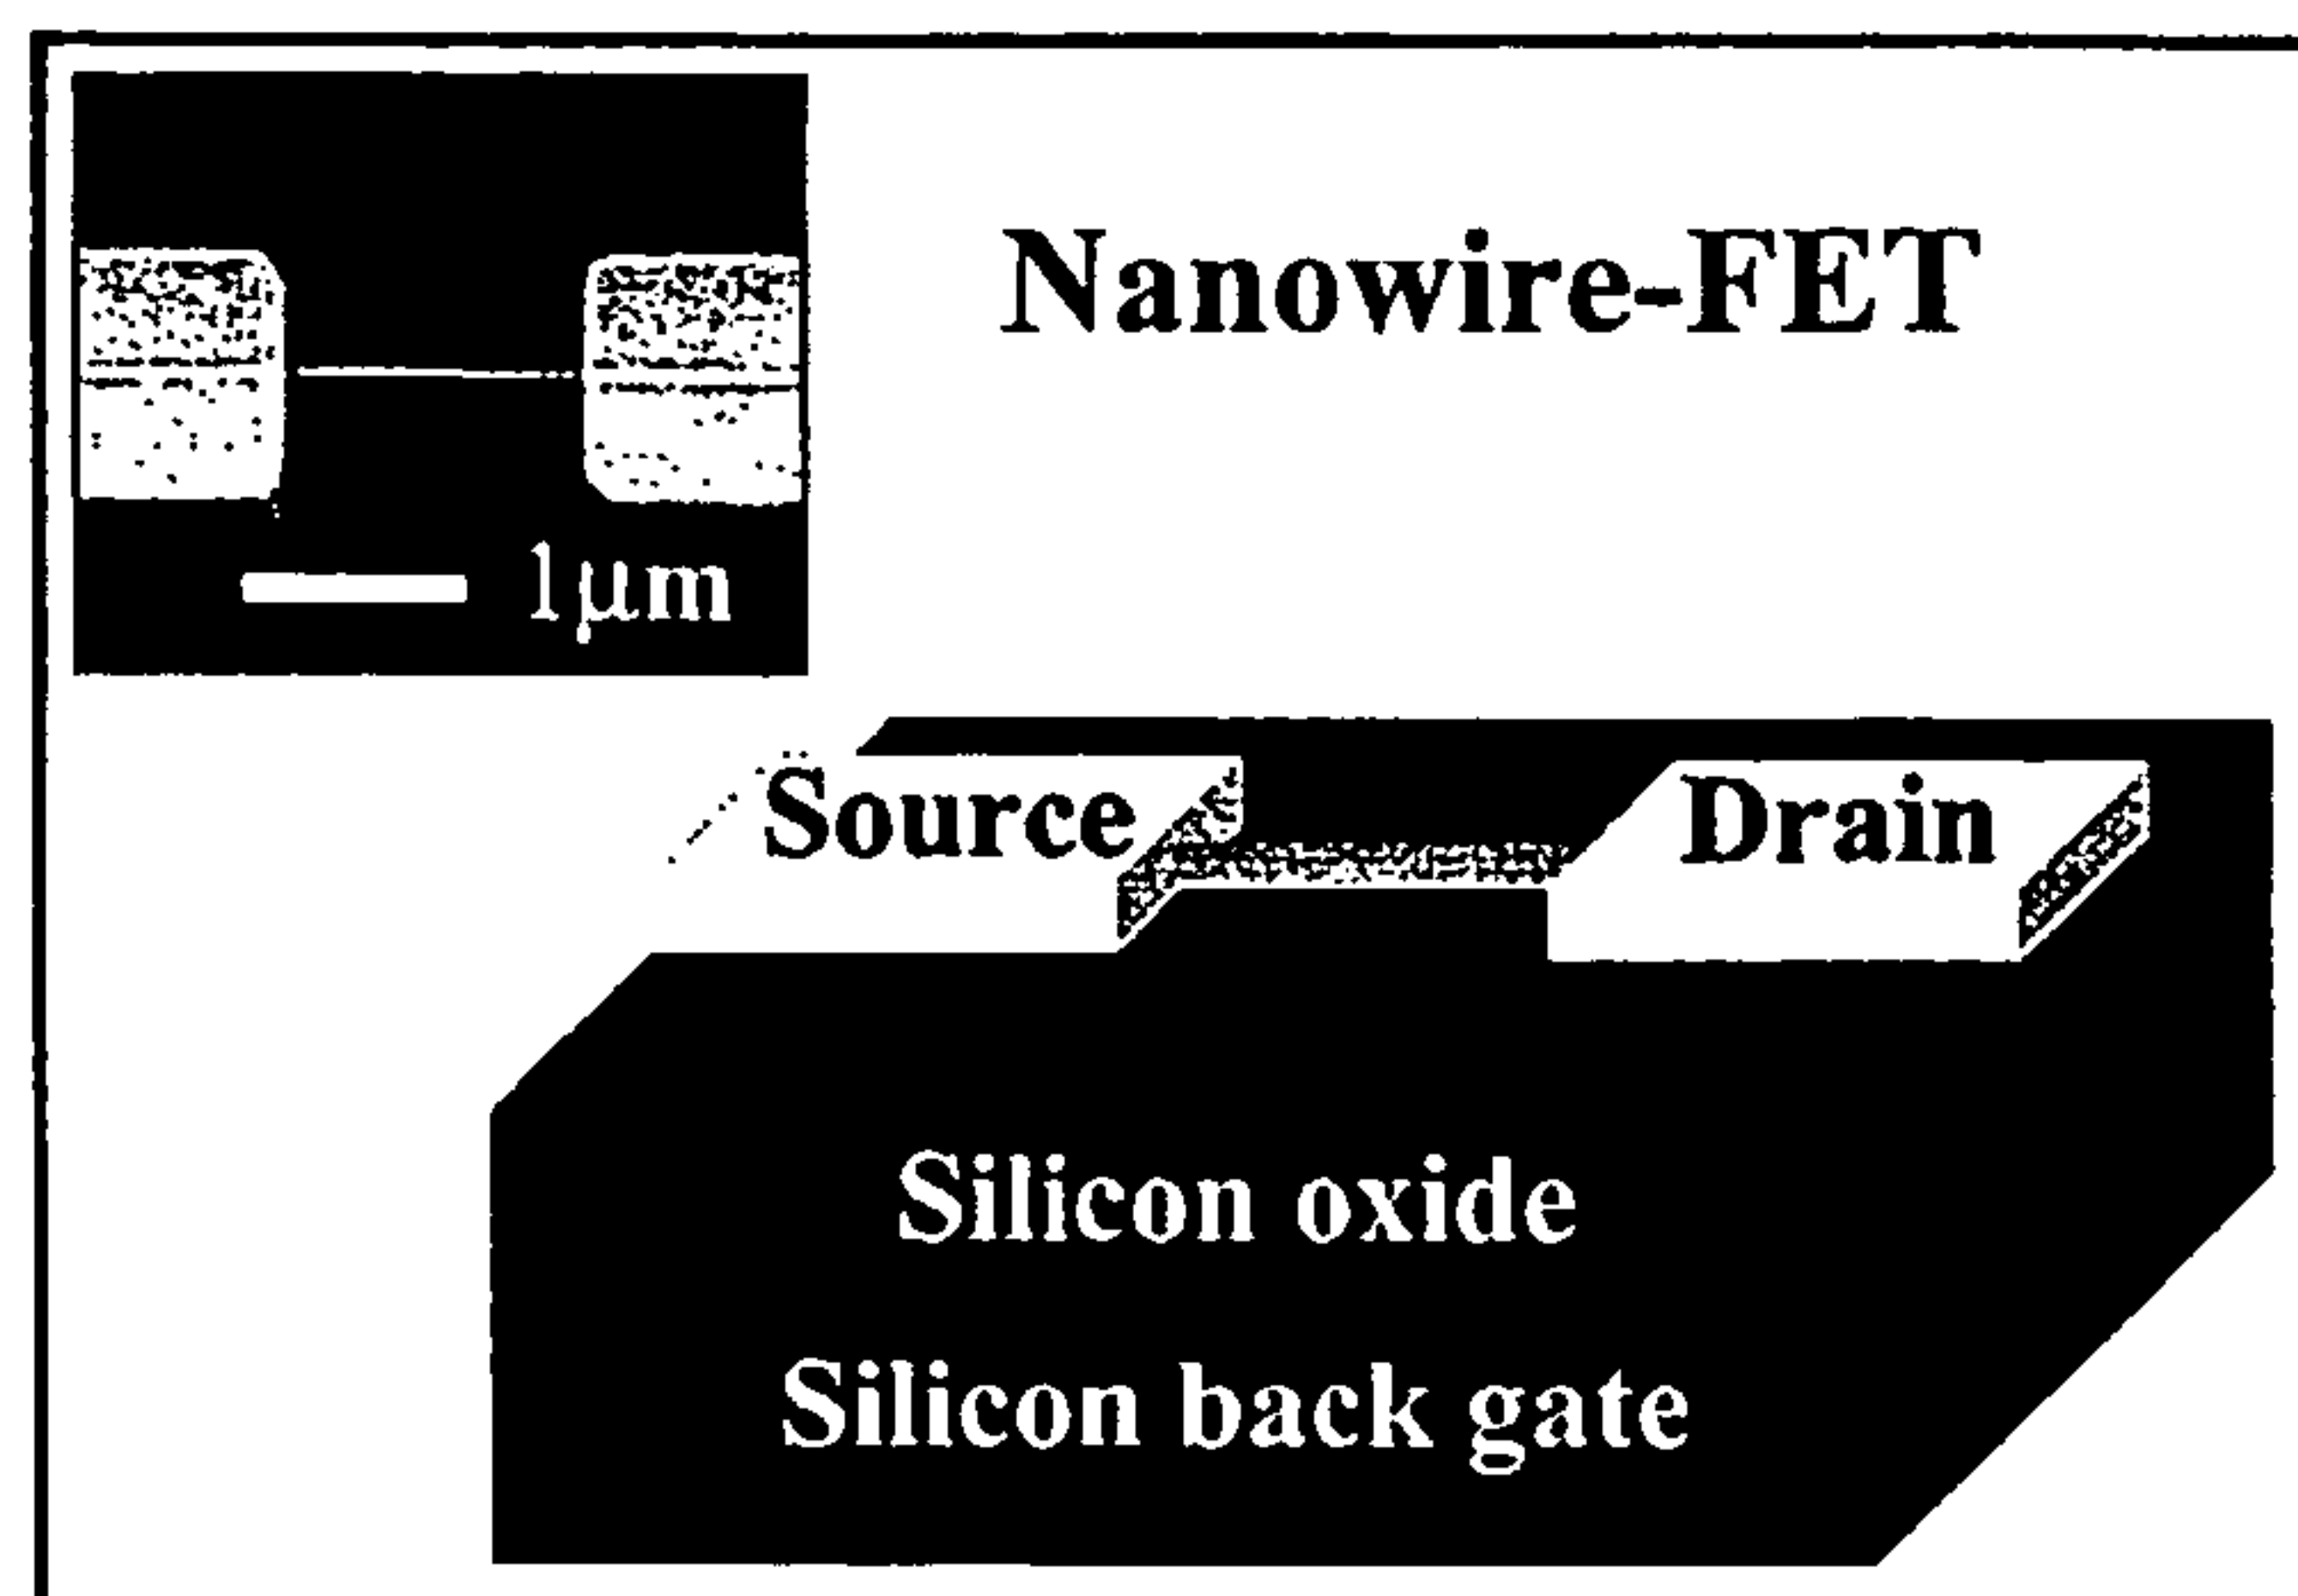 Nanowire-FET
1µm
Source
Drain
Silicon oxide
Silicon back gate